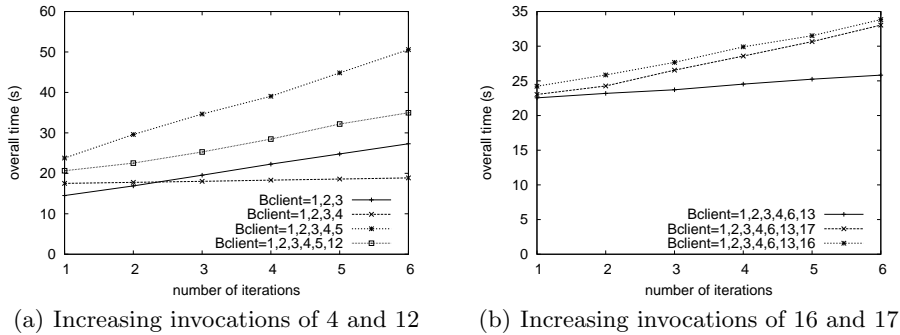 60
50
40
30
20
10
0
overall time (s)
Bclient=1,2,3
Bclient=1,2,3,4
Bclient=1,2,3,4,5
Bclient=1,2,3,4,5,12
1 2 3 4 5 6
number of iterations
(a) Increasing invocations of 4 and 12
35
30
25
20
15
10
5
0
overall time (s)
Bclient=1,2,3,4,6,13
Bclient=1,2,3,4,6,13,17
Bclient=1,2,3,4,6,13,16
1 2 3 4 5 6
number of iterations
(b) Increasing invocations of 16 and 17